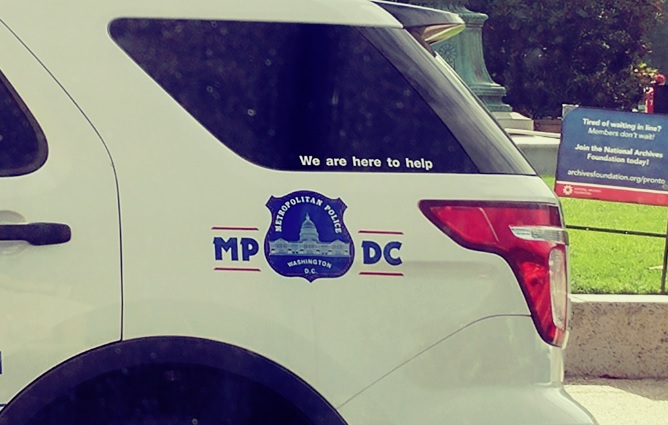 We are here to help
METROPOLITAN POLICE
MP
DC
WASHINGTON
D.C.
Tired of waiting in line?
Members don't wait!
Join the National Archives
Foundation today!
archivesfoundation.org/pronto